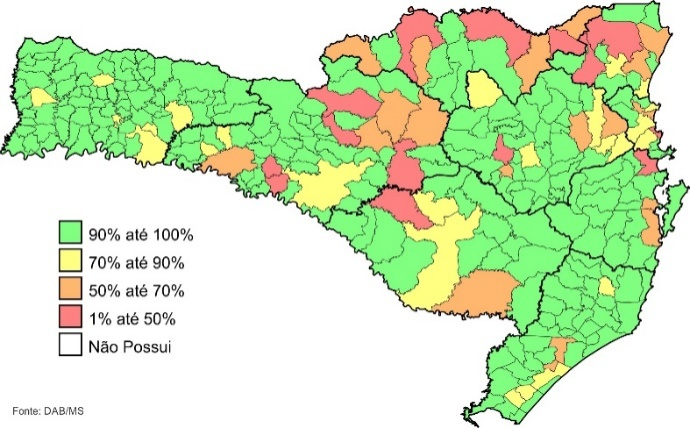 90% até 100%
70% até 90%
50% até 70%
1% até 50%
Não Possui
Fonte: DAB/MS